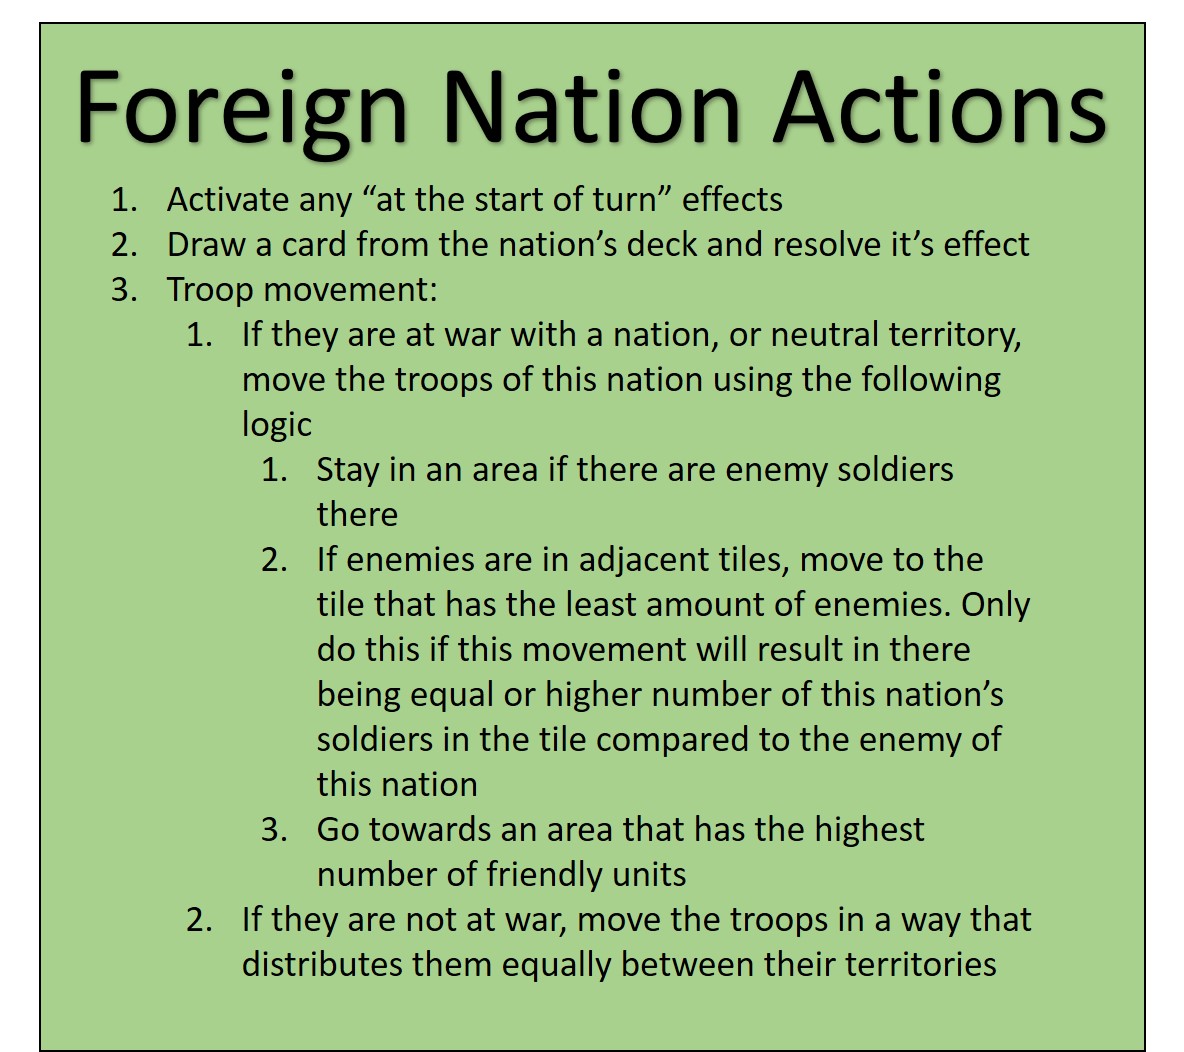 Foreign Nation Actions
1. Activate any “at the start of turn” effects
2. Draw a card from the nation’s deck and resolve it’s effect
3. Troop movement:
1. If they are at war with a nation, or neutral territory,
move the troops of this nation using the following
logic
1. Stay in an area if there are enemy soldiers
there
2. If enemies are in adjacent tiles, move to the
tile that has the least amount of enemies. Only
do this if this movement will result in there
being equal or higher number of this nation’s
soldiers in the tile compared to the enemy of
this nation
3. Go towards an area that has the highest
number of friendly units
2. If they are not at war, move the troops in a way that
distributes them equally between their territories